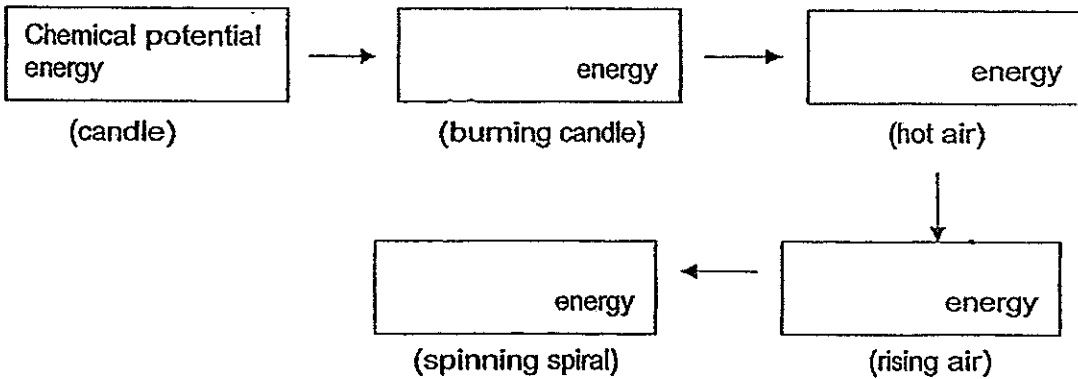 Chemical potential
energy
energy
energy
(candle)
(burning candle)
(hot air)
energy
energy
(spinning spiral)
(rising air)